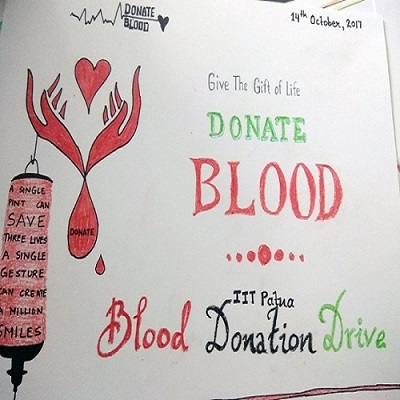 DONATE
BLOOD
14th October, 2017
Give The Gift of Life
DONATE
BLOOD
DONATE
A SINGLE
PINT CAN
SAVE
THREE LIVES
A SINGLE
GESTURE
CAN CREATE
A MILLION
SMILES
IIT Patna
Blood Donation Drive